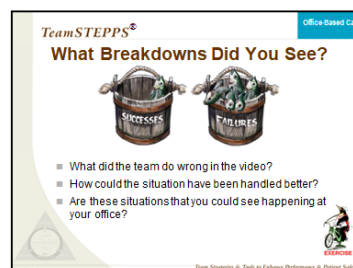 Office-Based Ca
TeamSTEPPS®
What Breakdowns Did You See?
SUCCESSES FAILURES
What did the team do wrong in the video?
How could the situation have been handled better?
Are these situations that you could see happening at
your office?
EXERCISE
Team Strategies & Tools to Enhance Performance & Patient Safe